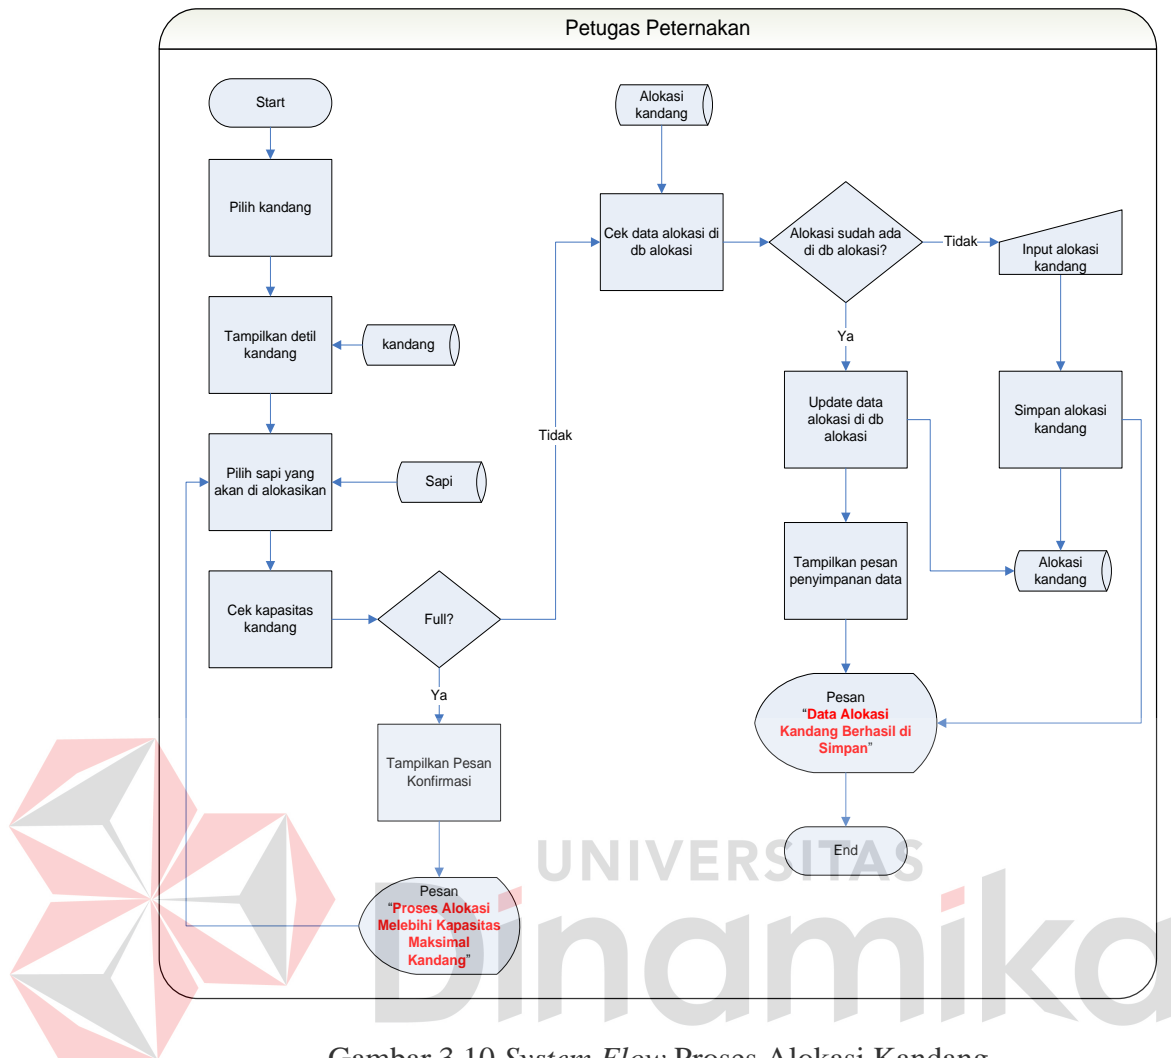 Petugas Peternakan
Start
Pilih kandang
Tampilkan detil
kandang
kandang
Pilih sapi yang
akan di alokasikan
Sapi
Cek kapasitas
kandang
Full?
Tidak
Ya
Tampilkan Pesan
Konfirmasi
Pesan
“Proses Alokasi
Melebihi Kapasitas
Maksimal
Kandang”
Alokasi
kandang
Cek data alokasi di
db alokasi
Alokasi sudah ada
di db alokasi?
Tidak
Input alokasi
kandang
Ya
Update data
alokasi di db
alokasi
Simpan alokasi
kandang
Tampilkan pesan
penyimpanan data
Alokasi
kandang
Pesan
“Data Alokasi
Kandang Berhasil di
Simpan”
End
UNIVERSITAS
Dinamika
Gambar 3.10 System Flow Proses Alokasi Kandang